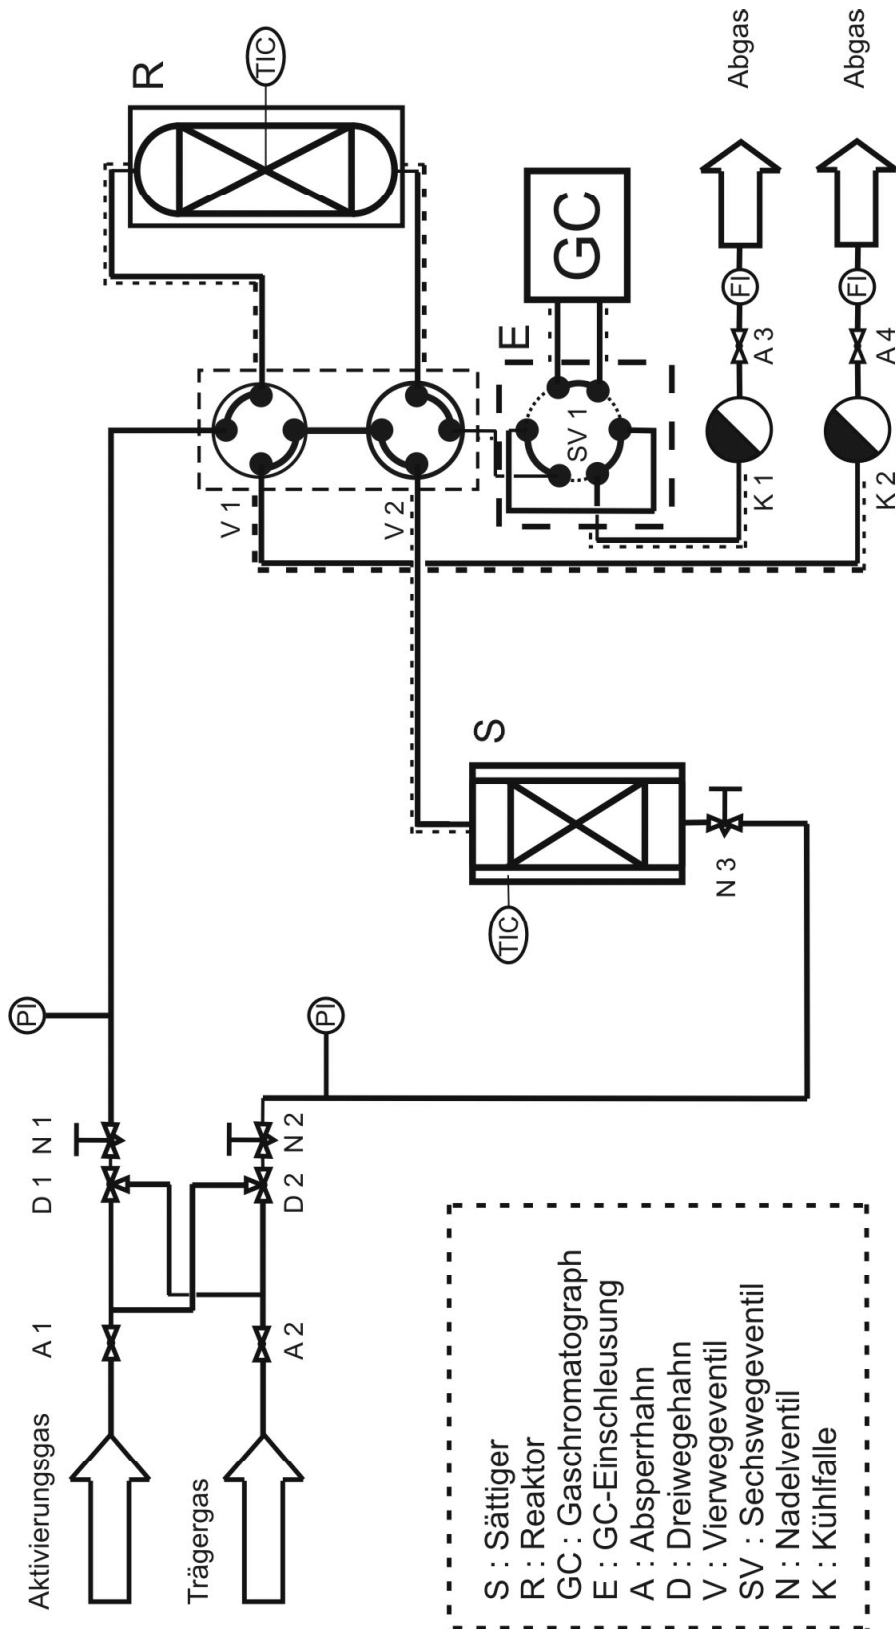 Aktivierungsgas
A 1
D 1
N 1
PI
Trägergas
A 2
D 2
N 2
PI
TIC
S
N 3
V 1
V 2
R
TIC
SV 1
E
GC
K 1
A 3
FI
Abgas
K 2
A 4
FI
Abgas
S : Sättiger
R : Reaktor
GC : Gaschromatograph
E : GC-Einschleusung
A : Absperrhahn
D : Dreiwegehahn
V : Vierwegeventil
SV : Sechswegeventil
N : Nadelventil
K : Kühlfalle